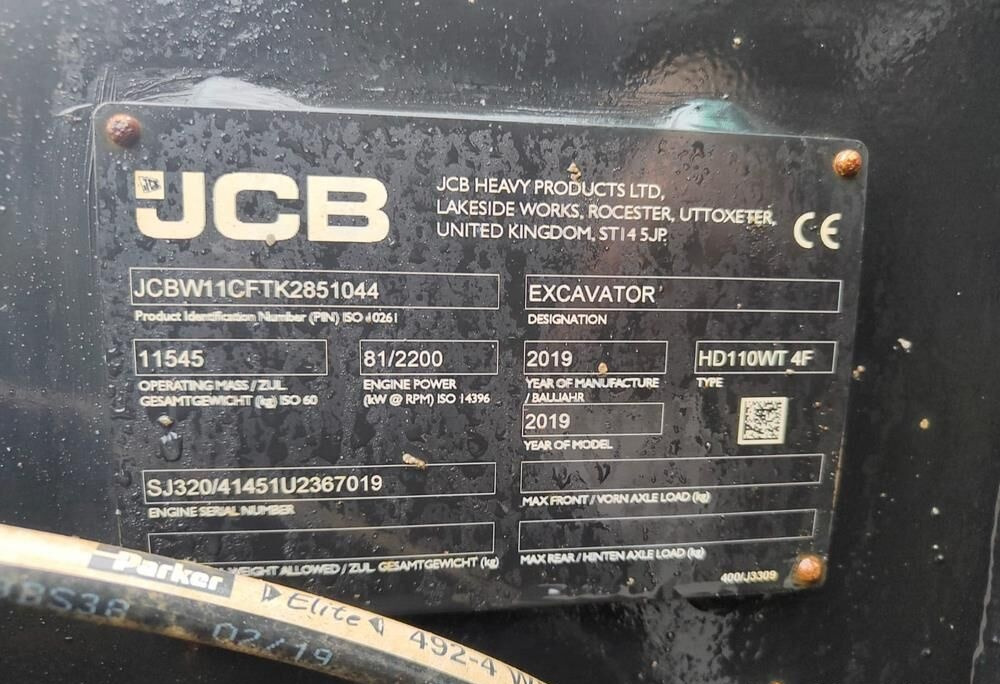 JCB
JCB HEAVY PRODUCTS LTD,
LAKESIDE WORKS, ROCESTER, UTTOXETER,
UNITED KINGDOM, ST14 5JP.
CE
JCBW11CFTK2851044
Product Identification Number (PIN) ISO 10261
EXCAVATOR
DESIGNATION
11545
OPERATING MASS / ZUL.
GESAMTGEWICHT (kg) ISO 60
81/2200
ENGINE POWER
(kW @ RPM) ISO 14396
2019
YEAR OF MANUFACTURE
/ BAUJAHR
HD110WT 4F
TYPE
2019
YEAR OF MODEL
SJ320/41451U2367019
ENGINE SERIAL NUMBER
MAX FRONT / VORN AXLE LOAD (kg)
WEIGHT ALLOWED / ZUL. GESAMTGEWICHT (kg)
MAX REAR / HINTEN AXLE LOAD (kg)
400/J3309
Parker
Elite
492-4
BS38
02/19